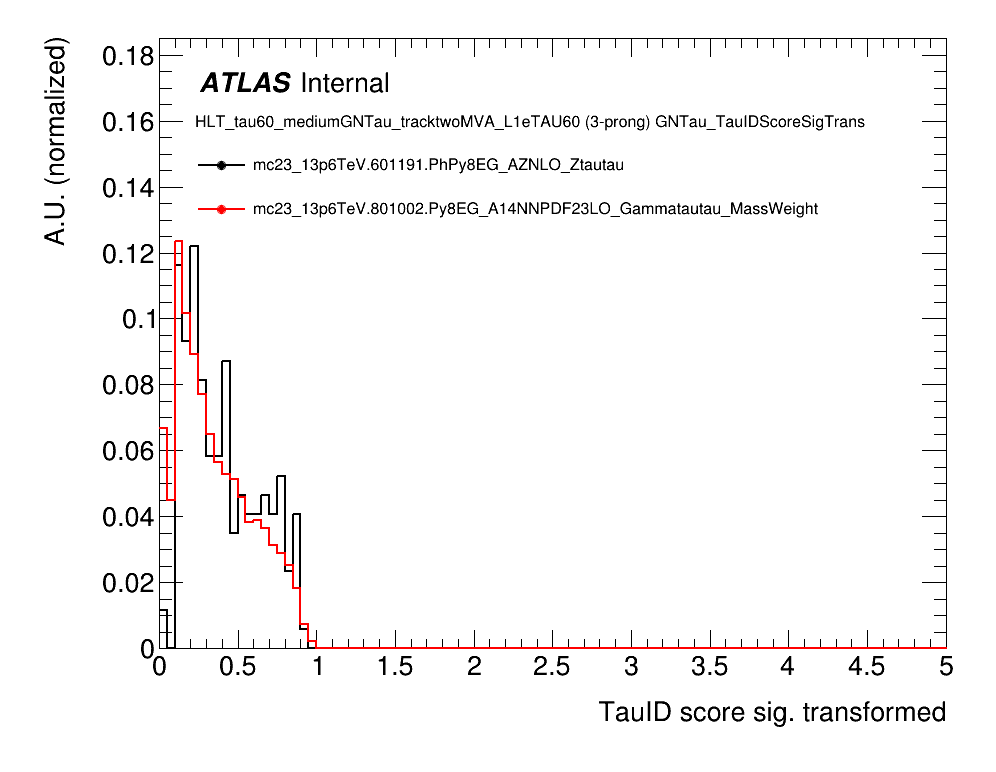 A.U. (normalized)
0.18
0.16
0.14
0.12
0.1
0.08
0.06
0.04
0.02
0
ATLAS Internal
HLT_tau60_mediumGNTau_tracktwoMVA_L1eTAU60 (3-prong) GNTau_TauIDScoreSigTrans
mc23_13p6TeV.601191.PhPy8EG_AZNLO_Ztautau
mc23_13p6TeV.801002.Py8EG_A14NNPDF23LO_Gammatautau_MassWeight
0 0.5 1 1.5 2 2.5 3 3.5 4 4.5 5
TauID score sig. transformed